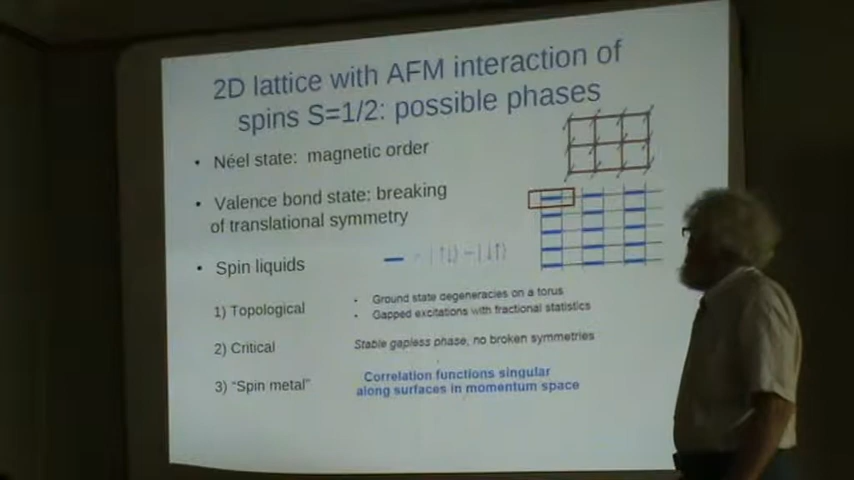 2D lattice with AFM interaction of
spins S=1/2: possible phases
• Néel state: magnetic order
• Valence bond state: breaking
of translational symmetry
• Spin liquids
= |↑↓⟩ − |↓↑⟩
1) Topological
• Ground state degeneracies on a torus
• Gapped excitations with fractional statistics
2) Critical
Stable gapless phase, no broken symmetries
3) "Spin metal"
Correlation functions singular
along surfaces in momentum space